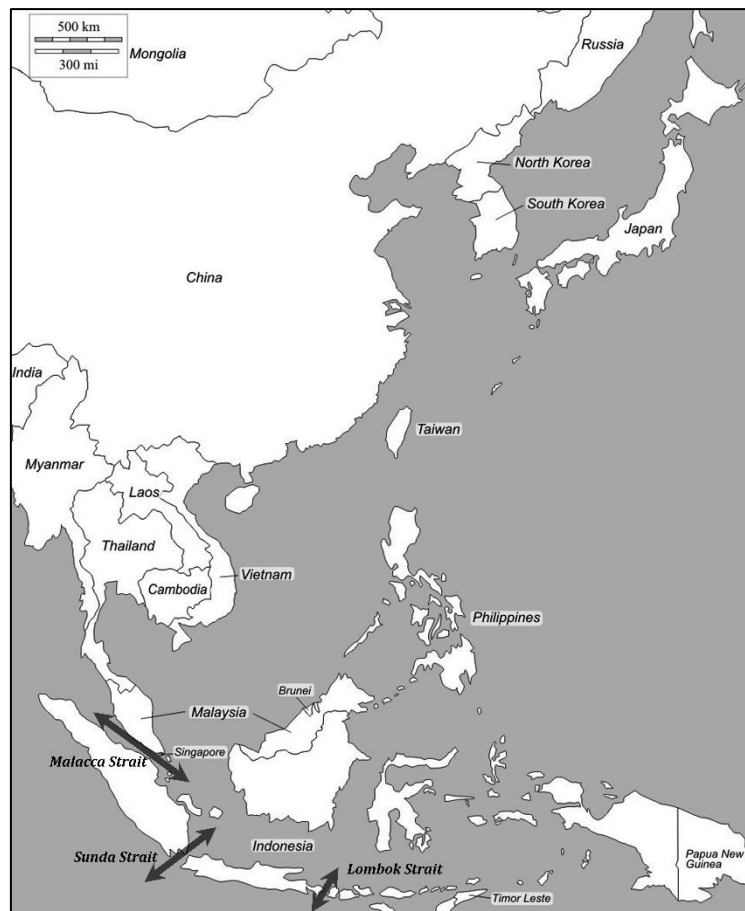 500 km
300 mi
Mongolia
Russia
North Korea
South Korea
Japan
China
India
Taiwan
Myanmar
Laos
Thailand
Vietnam
Cambodia
Philippines
Brunei
Malaysia
Singapore
Malacca Strait
Indonesia
Sunda Strait
Lombok Strait
Papua New
Guinea
Timor Leste